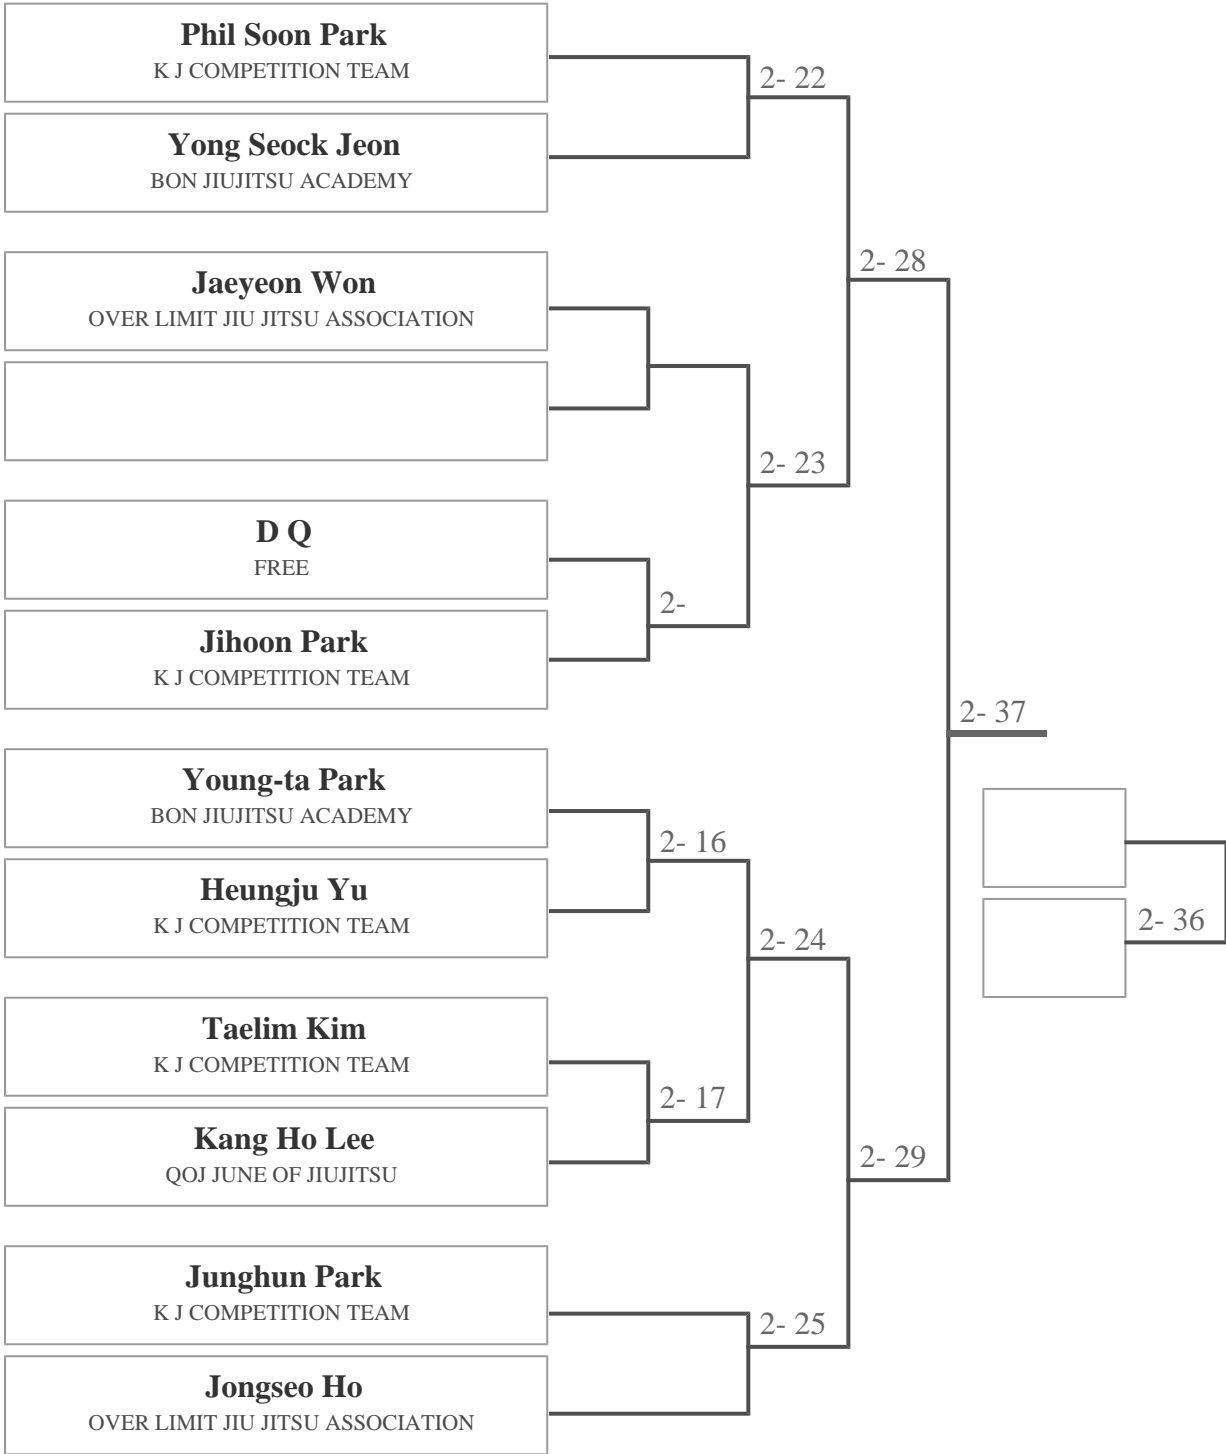 Phil Soon Park
K J COMPETITION TEAM
2- 22
Yong Seock Jeon
BON JIUJITSU ACADEMY
2- 28
Jaeyeon Won
OVER LIMIT JIU JITSU ASSOCIATION
2- 23
D Q
FREE
2-
Jihoon Park
K J COMPETITION TEAM
2- 37
Young-ta Park
BON JIUJITSU ACADEMY
2- 16
Heungju Yu
K J COMPETITION TEAM
2- 36
2- 24
Taelim Kim
K J COMPETITION TEAM
2- 17
Kang Ho Lee
QOJ JUNE OF JIUJITSU
2- 29
Junghun Park
K J COMPETITION TEAM
2- 25
Jongseo Ho
OVER LIMIT JIU JITSU ASSOCIATION